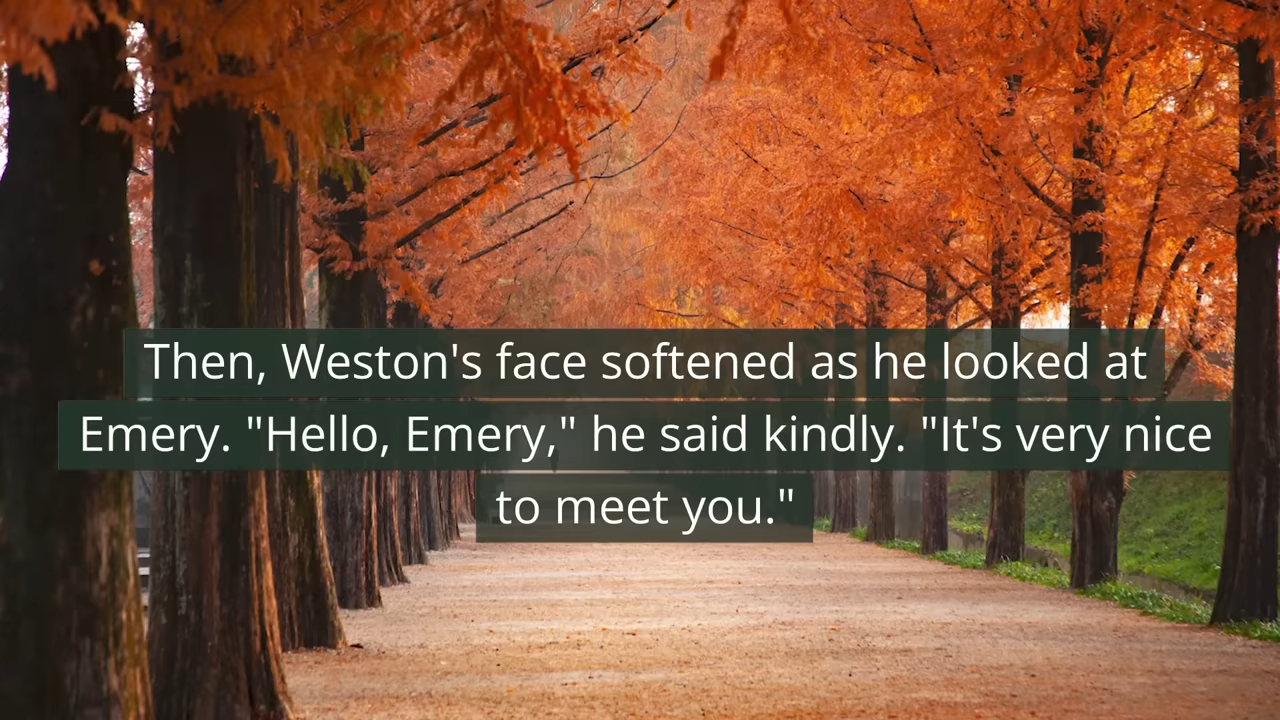 Then, Weston's face softened as he looked at
Emery. "Hello, Emery," he said kindly. "It's very nice
to meet you."